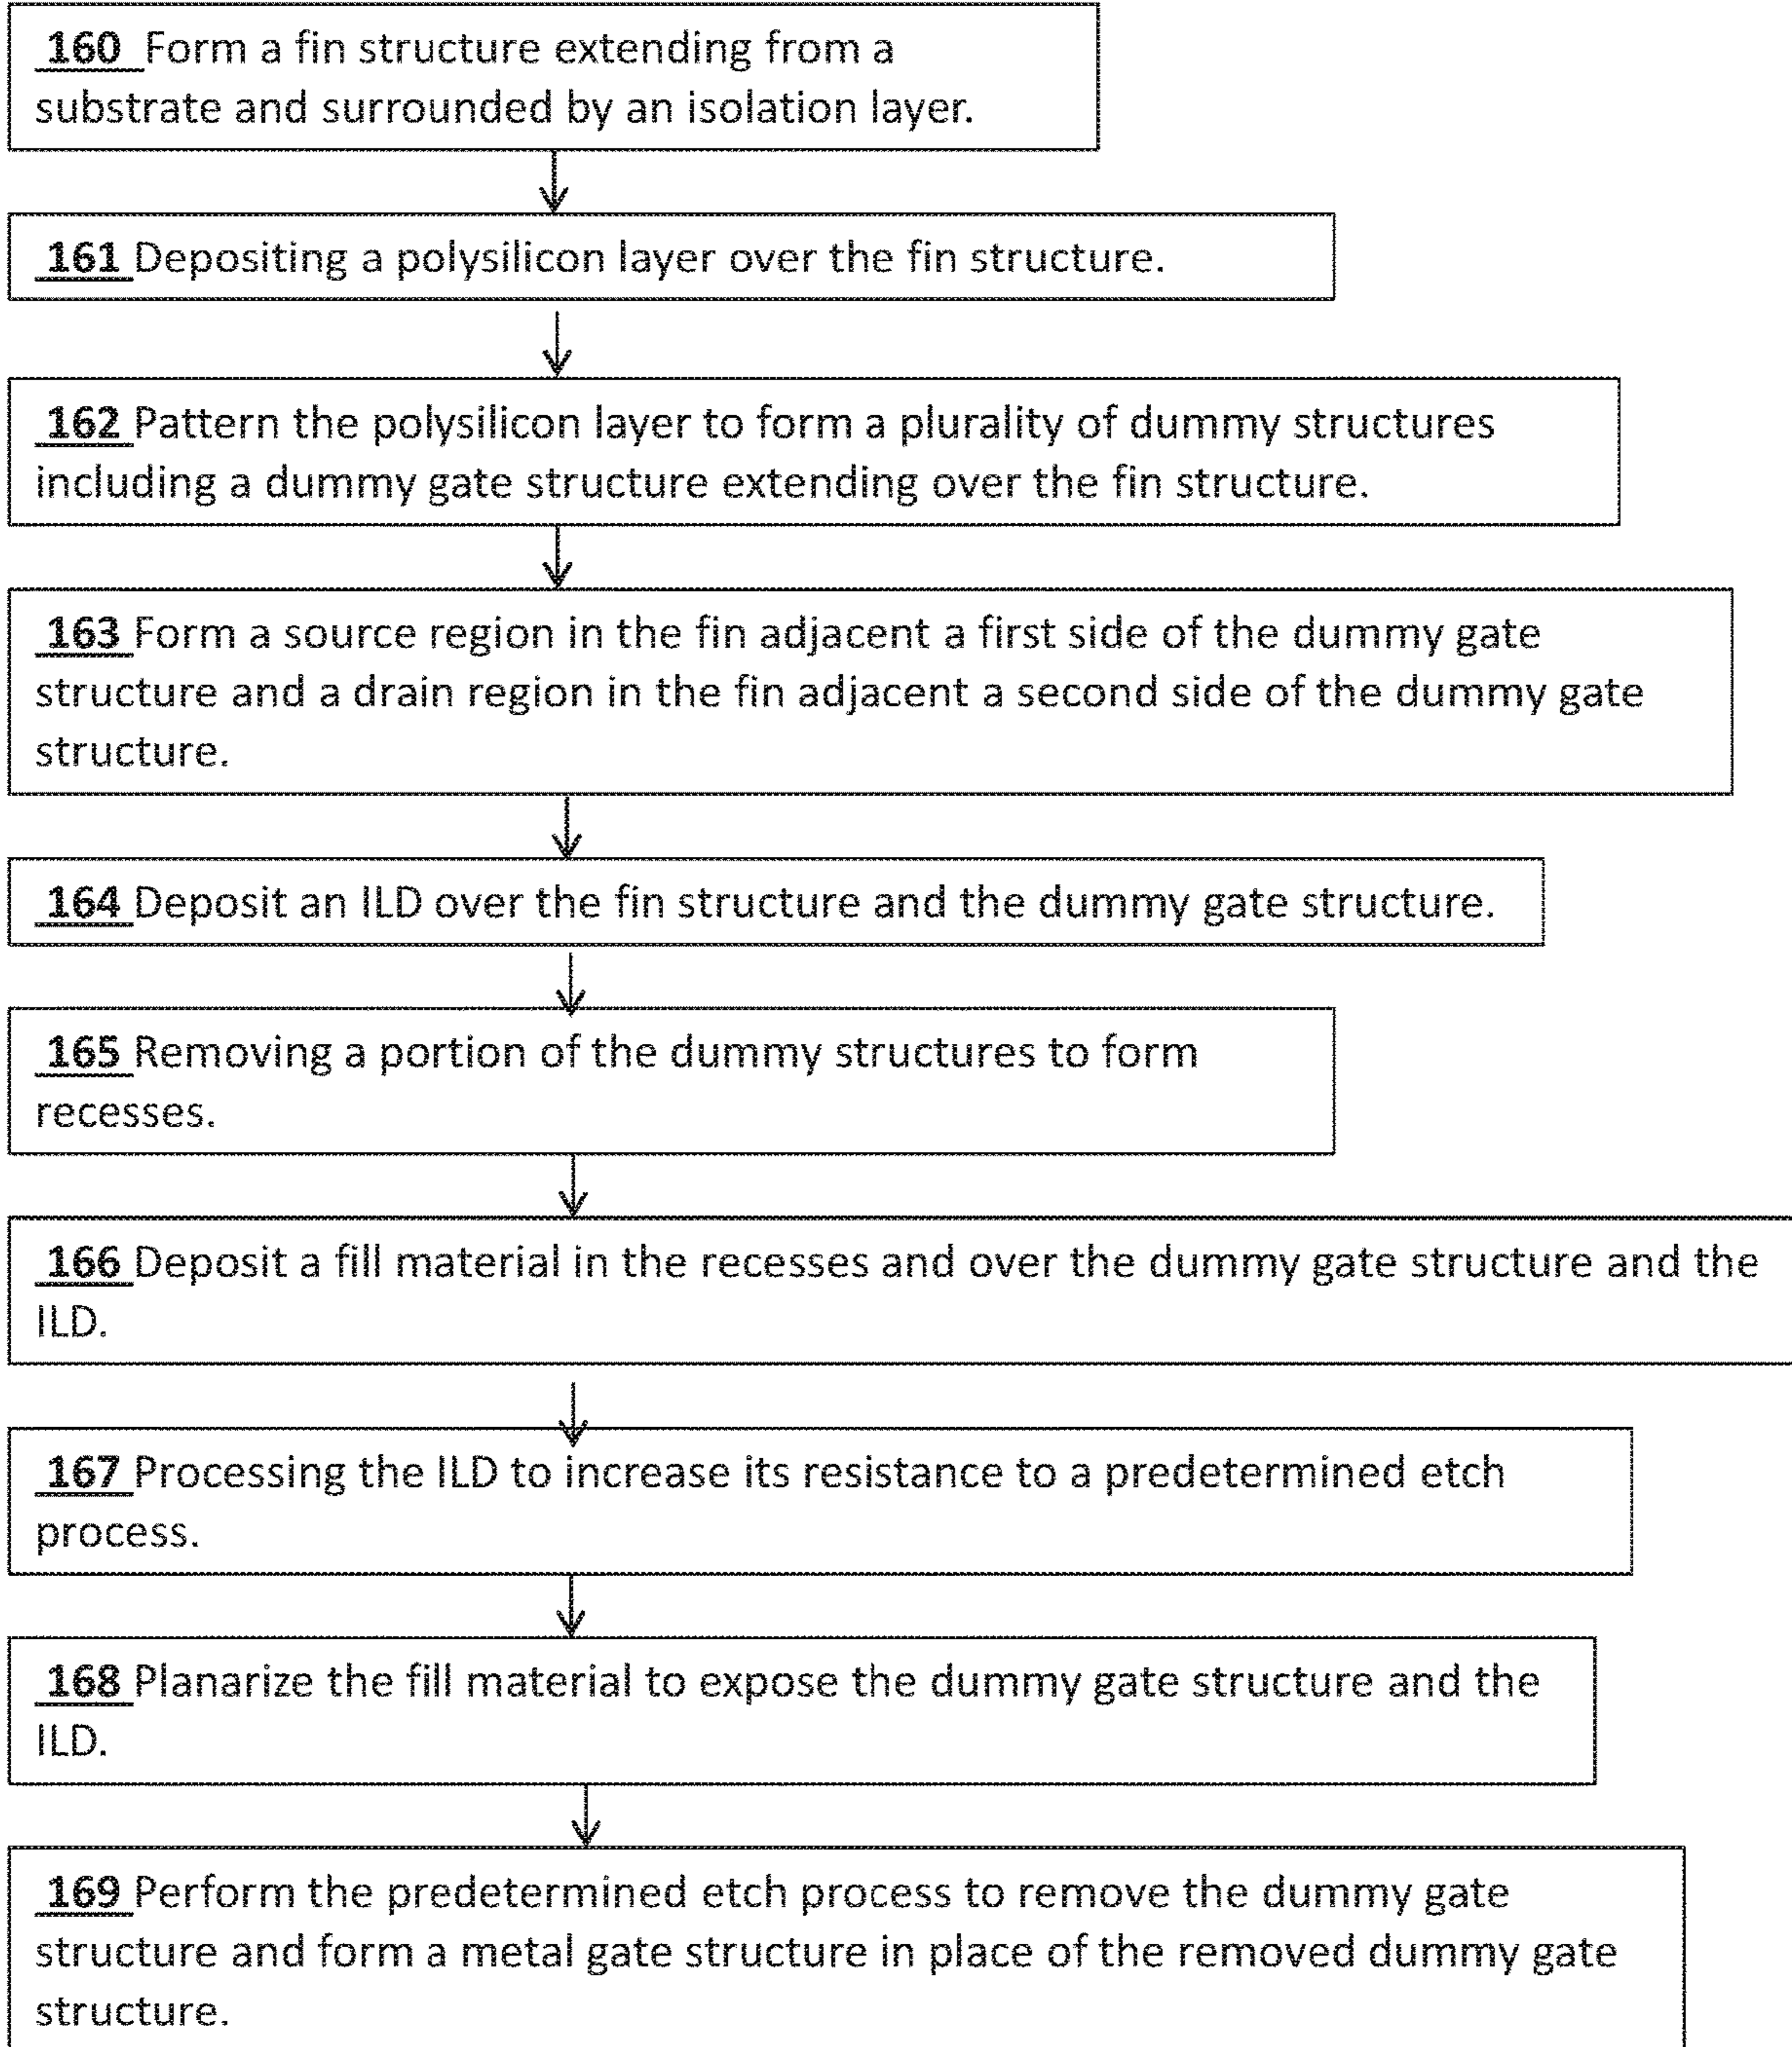 160 Form a fin structure extending from a
substrate and surrounded by an isolation layer.
161 Depositing a polysilicon layer over the fin structure.
162 Pattern the polysilicon layer to form a plurality of dummy structures
including a dummy gate structure extending over the fin structure.
163 Form a source region in the fin adjacent a first side of the dummy gate
structure and a drain region in the fin adjacent a second side of the dummy gate
structure.
164 Deposit an ILD over the fin structure and the dummy gate structure.
165 Removing a portion of the dummy structures to form
recesses.
166 Deposit a fill material in the recesses and over the dummy gate structure and the
ILD.
167 Processing the ILD to increase its resistance to a predetermined etch
process.
168 Planarize the fill material to expose the dummy gate structure and the
ILD.
169 Perform the predetermined etch process to remove the dummy gate
structure and form a metal gate structure in place of the removed dummy gate
structure.